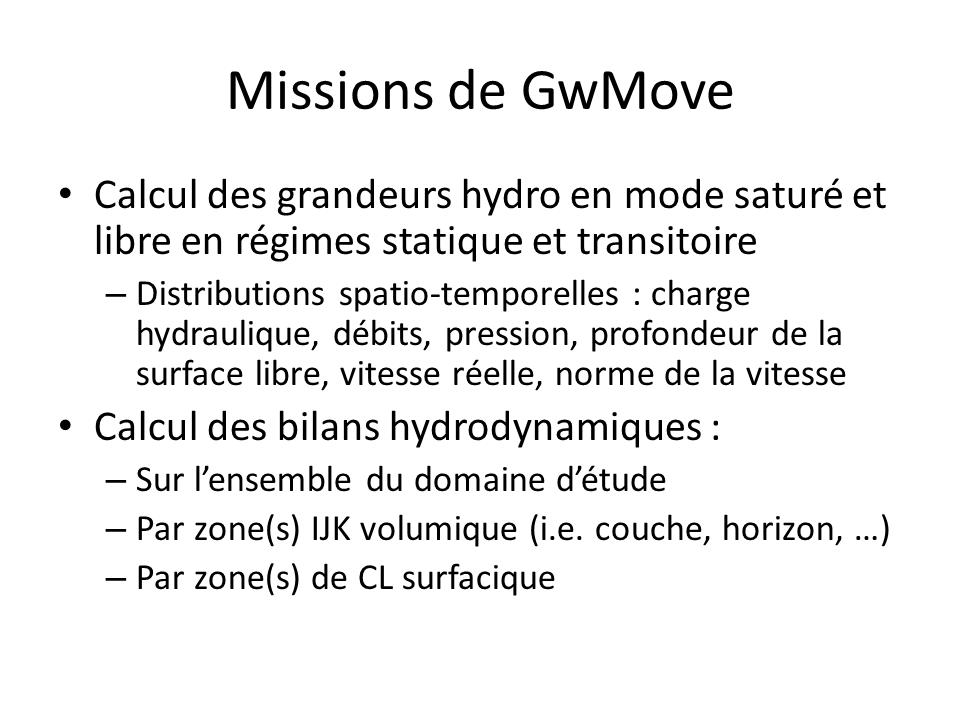 Missions de GwMove
• Calcul des grandeurs hydro en mode saturé et
libre en régimes statique et transitoire
– Distributions spatio-temporelles : charge
hydraulique, débits, pression, profondeur de la
surface libre, vitesse réelle, norme de la vitesse
• Calcul des bilans hydrodynamiques :
– Sur l’ensemble du domaine d’étude
– Par zone(s) IJK volumique (i.e. couche, horizon, …)
– Par zone(s) de CL surfacique